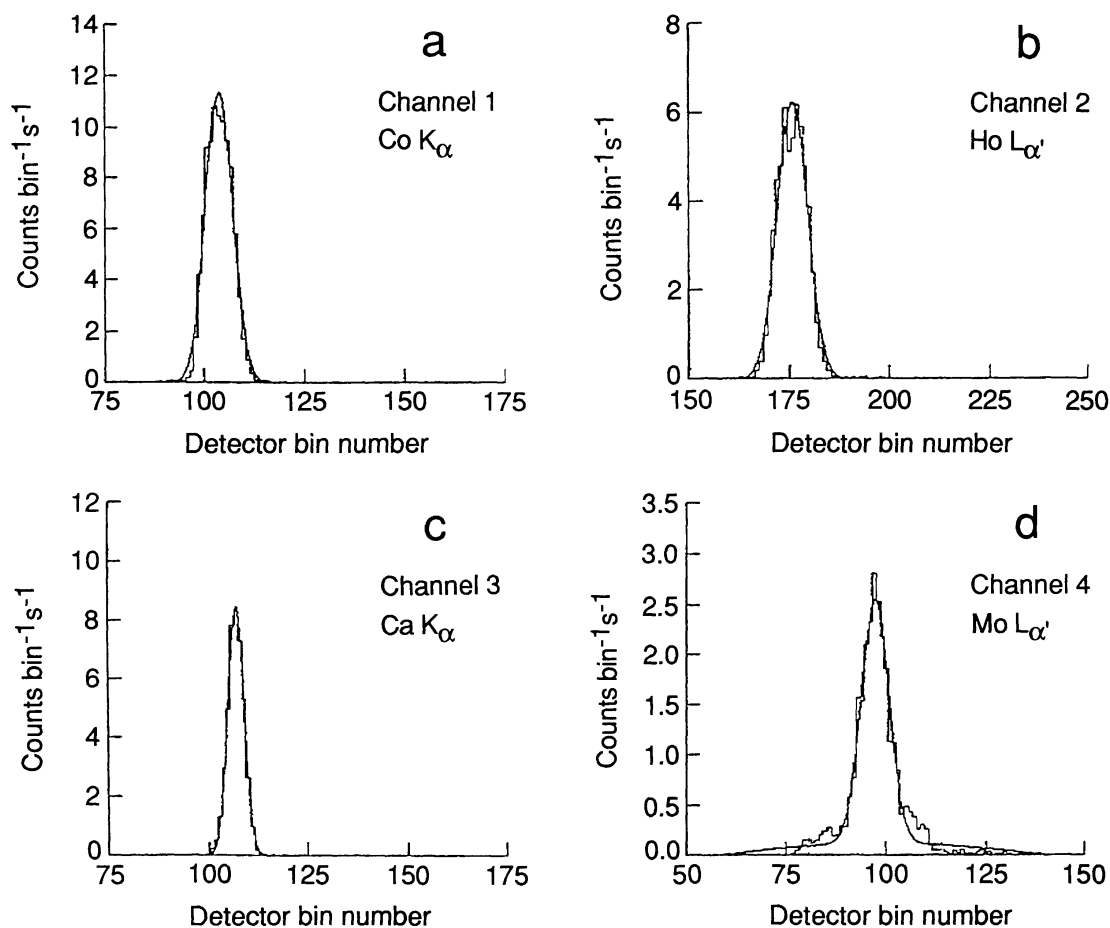 a
Channel 1
Co Kα
Counts bin⁻¹s⁻¹
14
12
10
8
6
4
2
0
75 100 125 150 175
Detector bin number
b
Channel 2
Ho Lα'
Counts bin⁻¹s⁻¹
8
6
4
2
0
150 175 200 225 250
Detector bin number
c
Channel 3
Ca Kα
Counts bin⁻¹s⁻¹
12
10
8
6
4
2
0
75 100 125 150 175
Detector bin number
d
Channel 4
Mo Lα'
Counts bin⁻¹s⁻¹
3.5
3.0
2.5
2.0
1.5
1.0
0.5
0.0
50 75 100 125 150
Detector bin number